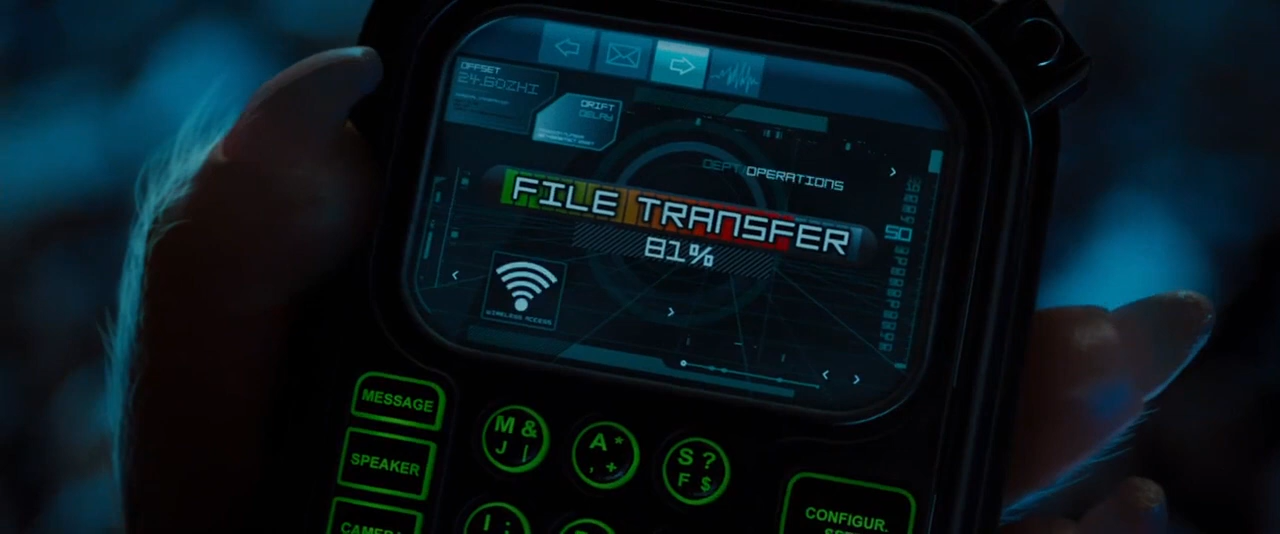 OFFSET
24.60ZHI
DRIFT
DELAY
DEPT OPERATIONS
FILE TRANSFER
81%
50
WIRELESS ACCESS
MESSAGE
M &
J |
A *
, +
S ?
F $
SPEAKER
CONFIGUR.